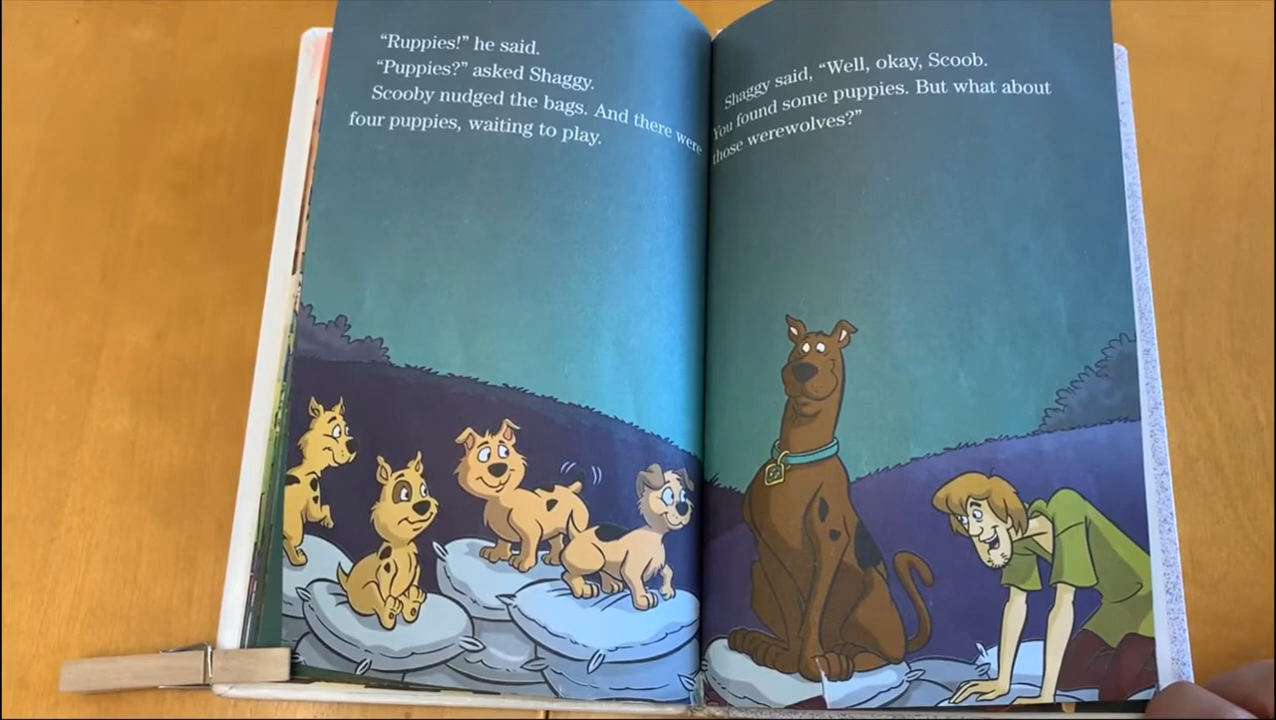 “Ruppies!” he said.
“Puppies?” asked Shaggy.
Scooby nudged the bags. And there were
four puppies, waiting to play.
Shaggy said, “Well, okay, Scoob.
You found some puppies. But what about
those werewolves?”